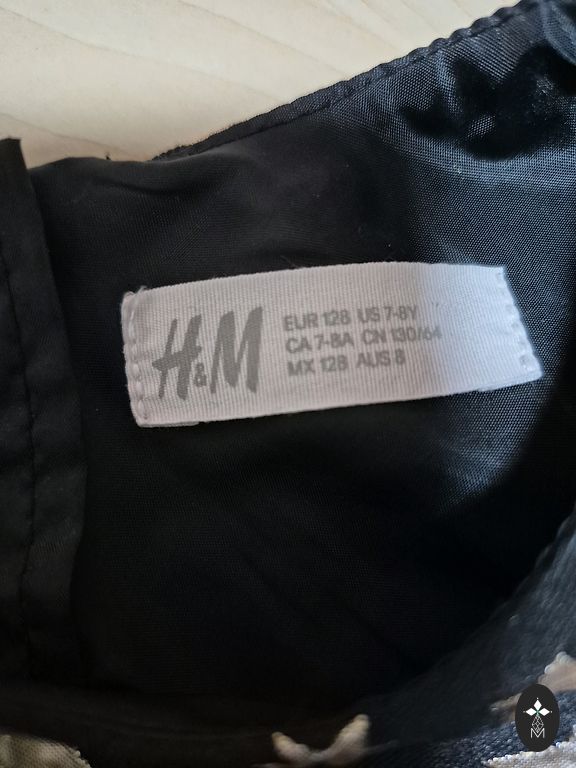 H&M
EUR 128 US 7-8Y
CA 7-8A CN 130/64
MX 128 AUS 8
M